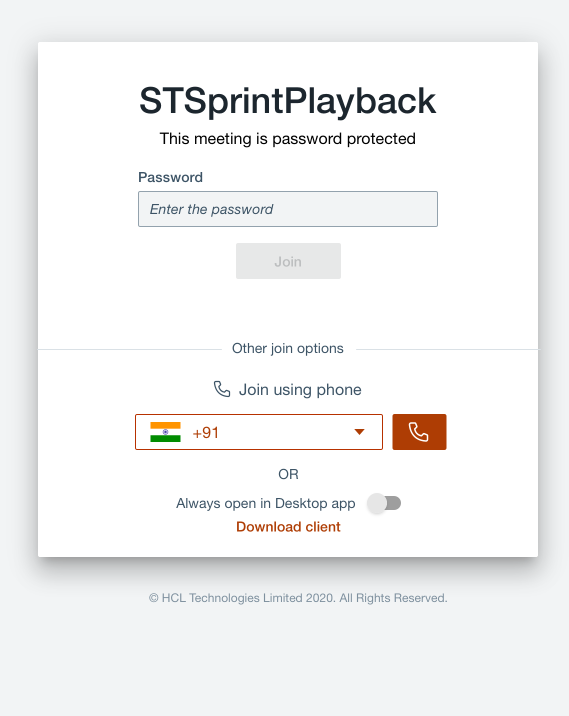 STSprintPlayback
This meeting is password protected
Password
Enter the password
Join
Other join options
Join using phone
+91
OR
Always open in Desktop app
Download client
© HCL Technologies Limited 2020. All Rights Reserved.